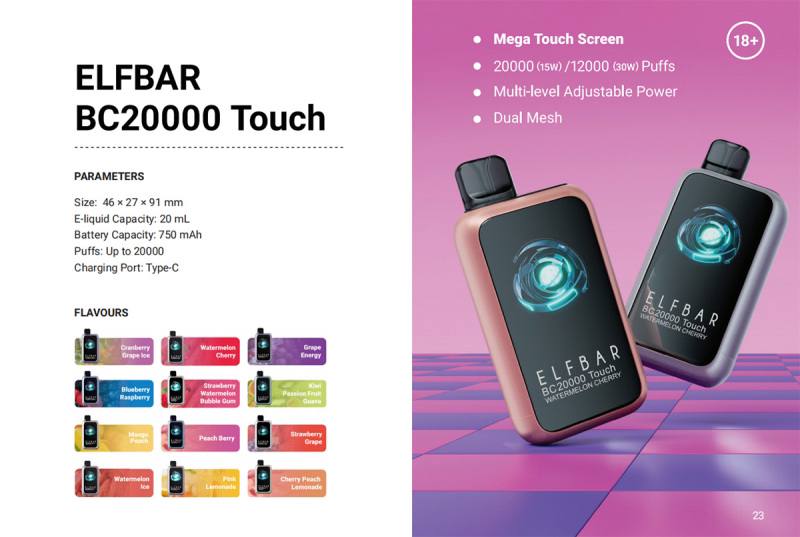 ELFBAR
BC20000 Touch
PARAMETERS
Size: 46 × 27 × 91 mm
E-liquid Capacity: 20 mL
Battery Capacity: 750 mAh
Puffs: Up to 20000
Charging Port: Type-C
FLAVOURS
Cranberry
Grape Ice
Watermelon
Cherry
Grape
Energy
Blueberry
Raspberry
Strawberry
Watermelon
Bubble Gum
Kiwi
Passion Fruit
Guava
Mango
Peach
Peach Berry
Strawberry
Grape
Watermelon
Ice
Pink
Lemonade
Cherry Peach
Lemonade
Mega Touch Screen
20000 (15W) /12000 (30W) Puffs
Multi-level Adjustable Power
Dual Mesh
18+
ELFBAR
BC20000 Touch
WATERMELON CHERRY
ELFBAR
BC20000 Touch
WATERMELON CHERRY
23